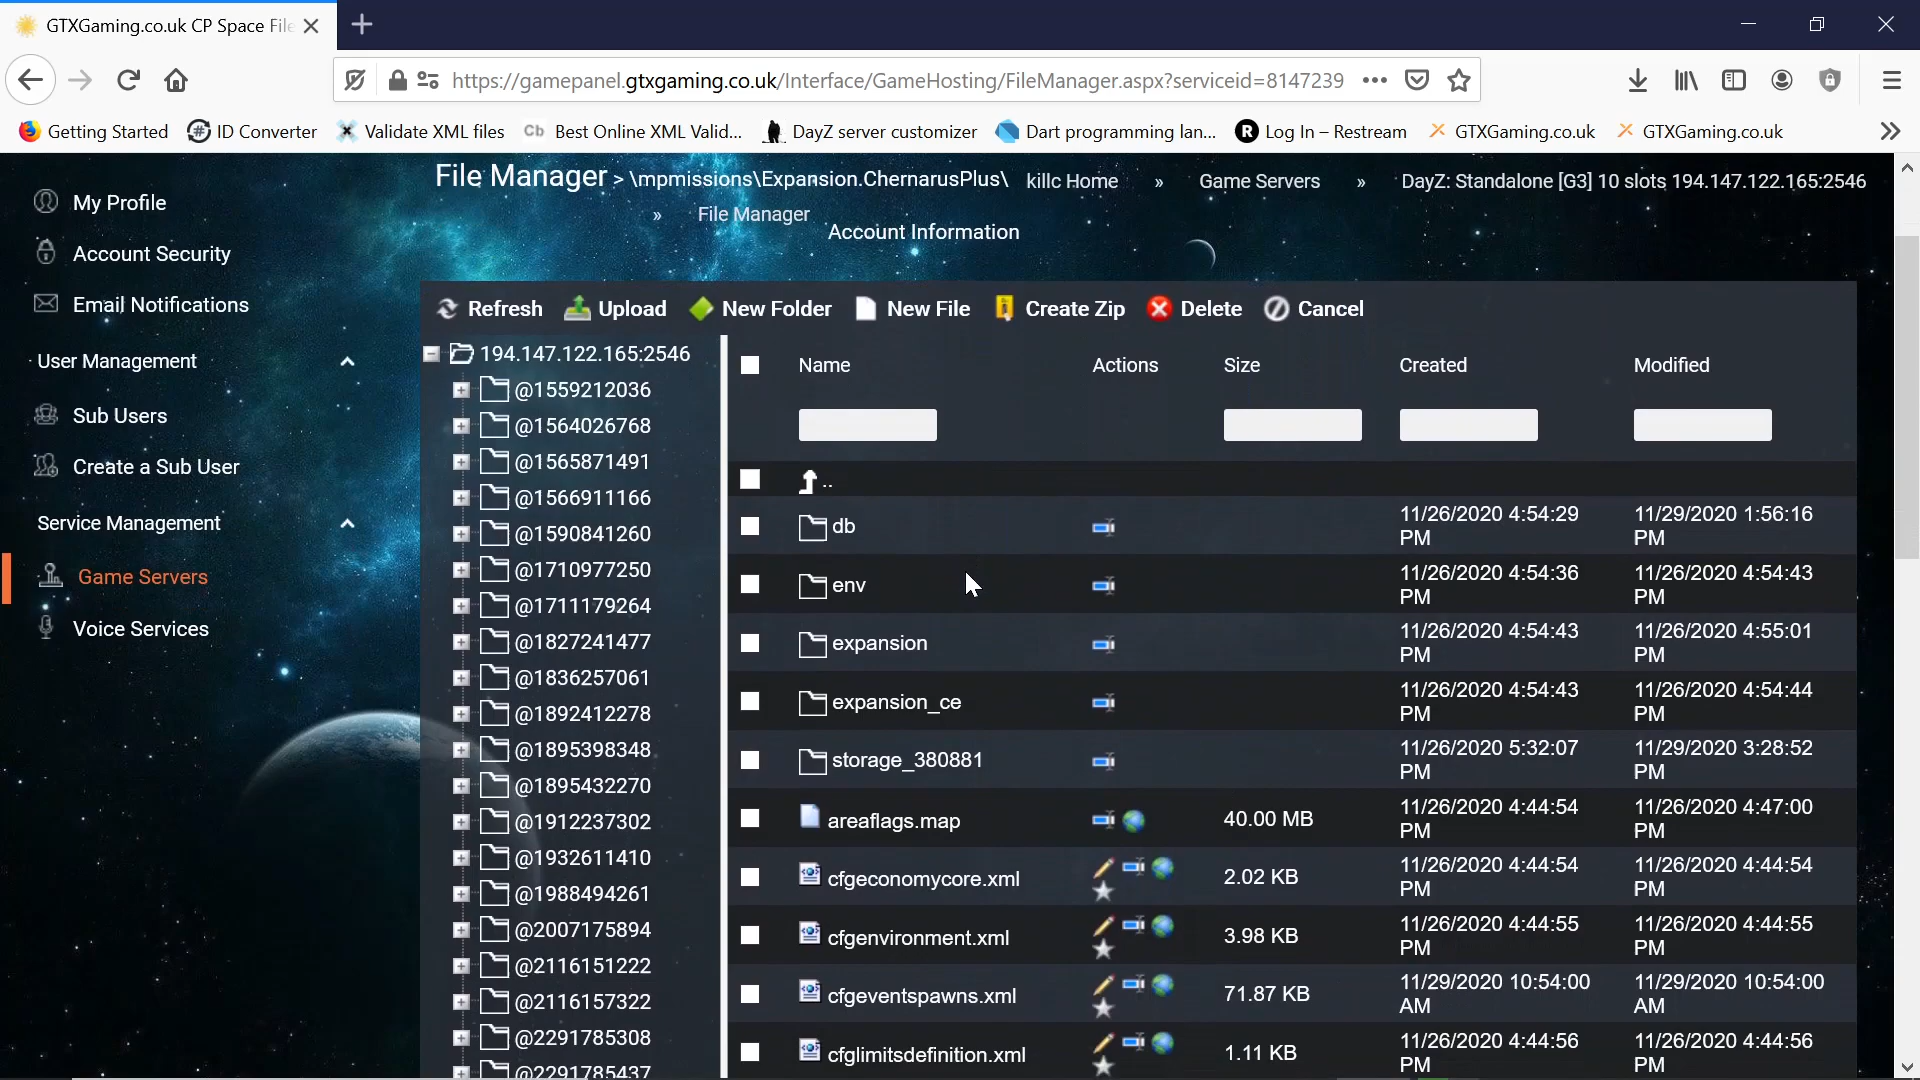 GTXGaming.co.uk CP Space File
https://gamepanel.gtxgaming.co.uk/Interface/GameHosting/FileManager.aspx?serviceid=8147239
Getting Started ID Converter Validate XML files Cb Best Online XML Valid... DayZ server customizer Dart programming lan... R Log In – Restream GTXGaming.co.uk GTXGaming.co.uk
File Manager > \mpmissions\Expansion.ChernarusPlus\ killc Home » Game Servers » DayZ: Standalone [G3] 10 slots 194.147.122.165:2546
» File Manager
Account Information
My Profile
Account Security
Email Notifications
User Management
Sub Users
Create a Sub User
Service Management
Game Servers
Voice Services
Refresh Upload New Folder New File Create Zip Delete Cancel
194.147.122.165:2546
@1559212036
@1564026768
@1565871491
@1566911166
@1590841260
@1710977250
@1711179264
@1827241477
@1836257061
@1892412278
@1895398348
@1895432270
@1912237302
@1932611410
@1988494261
@2007175894
@2116151222
@2116157322
@2291785308
@2291785437
Name Actions Size Created Modified
..
db 11/26/2020 4:54:29 PM 11/29/2020 1:56:16 PM
env 11/26/2020 4:54:36 PM 11/26/2020 4:54:43 PM
expansion 11/26/2020 4:54:43 PM 11/26/2020 4:55:01 PM
expansion_ce 11/26/2020 4:54:43 PM 11/26/2020 4:54:44 PM
storage_380881 11/26/2020 5:32:07 PM 11/29/2020 3:28:52 PM
areaflags.map 40.00 MB 11/26/2020 4:44:54 PM 11/26/2020 4:47:00 PM
cfgeconomycore.xml 2.02 KB 11/26/2020 4:44:54 PM 11/26/2020 4:44:54 PM
cfgenvironment.xml 3.98 KB 11/26/2020 4:44:55 PM 11/26/2020 4:44:55 PM
cfgeventspawns.xml 71.87 KB 11/29/2020 10:54:00 AM 11/29/2020 10:54:00 AM
cfglimitsdefinition.xml 1.11 KB 11/26/2020 4:44:56 PM 11/26/2020 4:44:56 PM